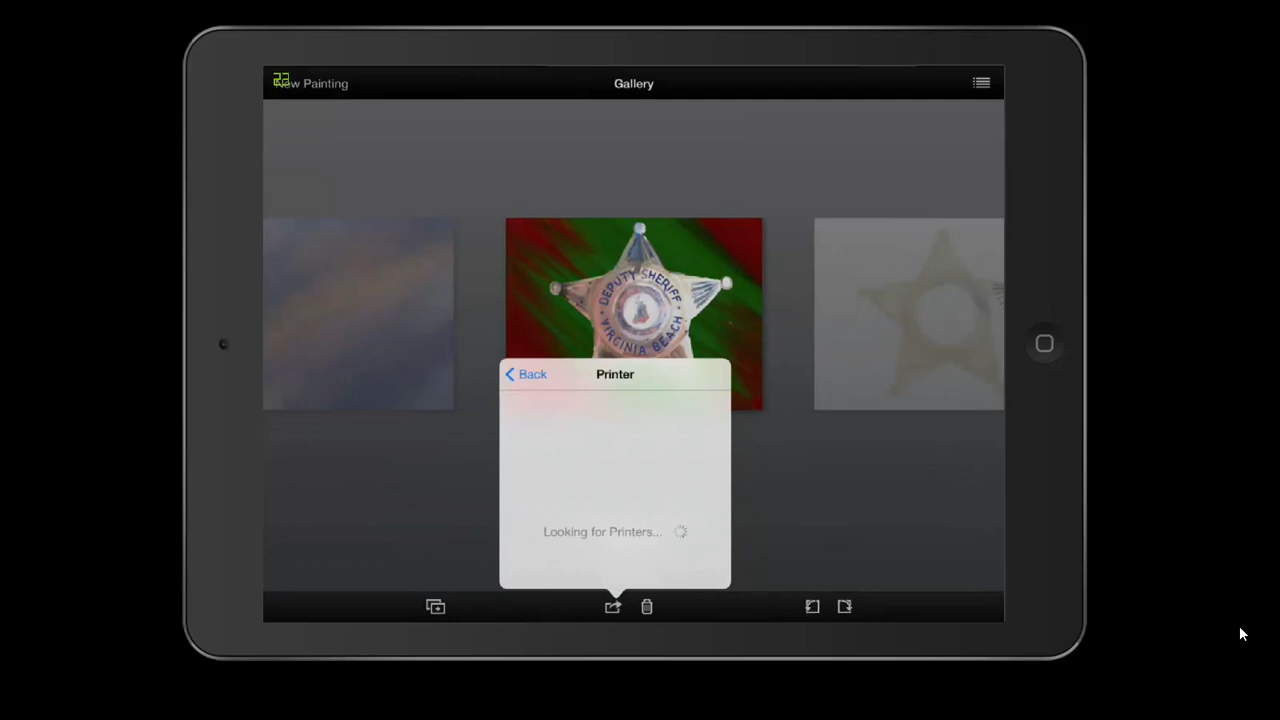 New Painting
Gallery
DEPUTY SHERIFF
VIRGINIA BEACH
Back
Printer
Looking for Printers...